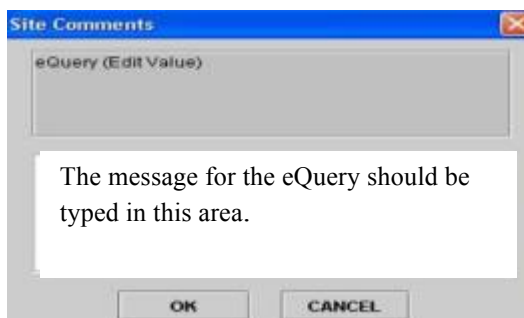 Site Comments
eQuery (Edit Value)
The message for the eQuery should be
typed in this area.
OK
CANCEL